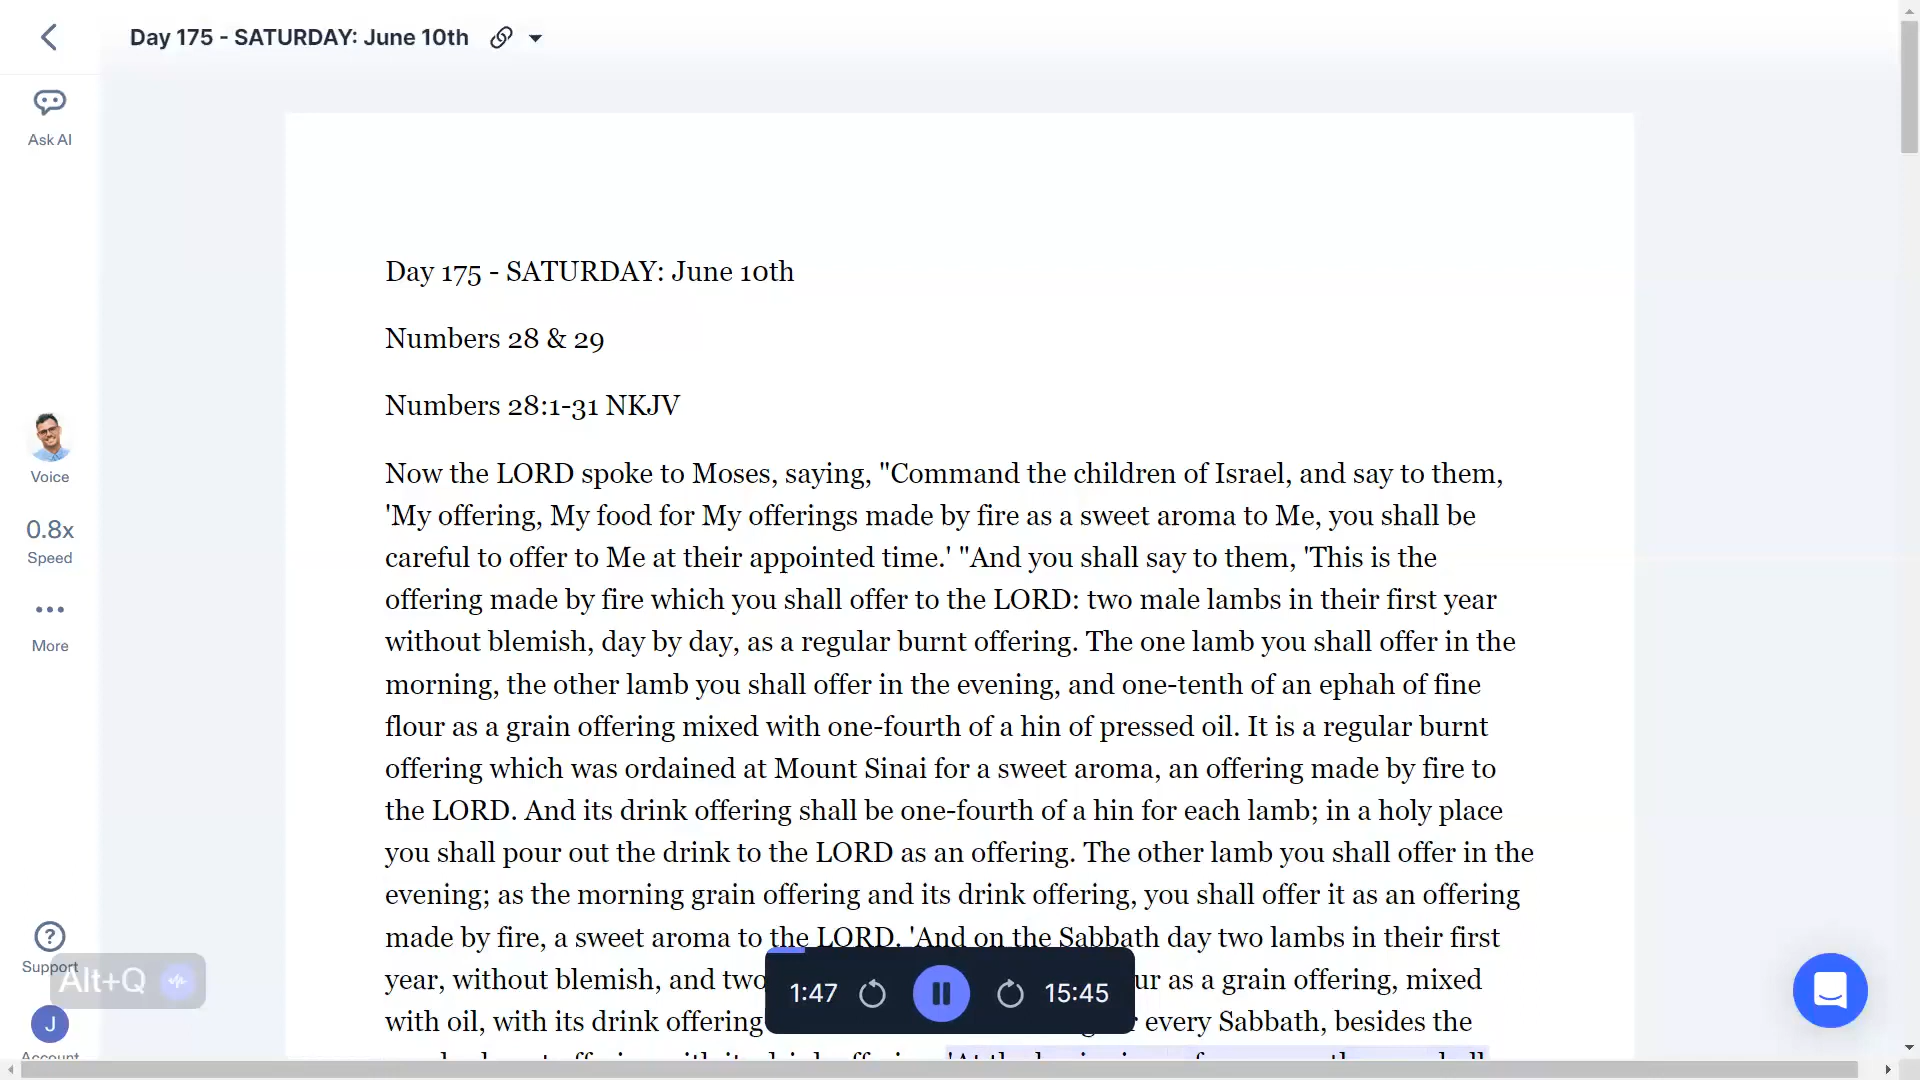 Day 175 - SATURDAY: June 10th
Ask AI
Day 175 - SATURDAY: June 10th
Numbers 28 & 29
Numbers 28:1-31 NKJV
Now the LORD spoke to Moses, saying, "Command the children of Israel, and say to them,
'My offering, My food for My offerings made by fire as a sweet aroma to Me, you shall be
careful to offer to Me at their appointed time.' "And you shall say to them, 'This is the
offering made by fire which you shall offer to the LORD: two male lambs in their first year
without blemish, day by day, as a regular burnt offering. The one lamb you shall offer in the
morning, the other lamb you shall offer in the evening, and one-tenth of an ephah of fine
flour as a grain offering mixed with one-fourth of a hin of pressed oil. It is a regular burnt
offering which was ordained at Mount Sinai for a sweet aroma, an offering made by fire to
the LORD. And its drink offering shall be one-fourth of a hin for each lamb; in a holy place
you shall pour out the drink to the LORD as an offering. The other lamb you shall offer in the
evening; as the morning grain offering and its drink offering, you shall offer it as an offering
made by fire, a sweet aroma to the LORD. 'And on the Sabbath day two lambs in their first
year, without blemish, and two ur as a grain offering, mixed
with oil, with its drink offering every Sabbath, besides the
Voice
0.8x
Speed
More
Support
Alt+Q
J
Account
1:47
15:45